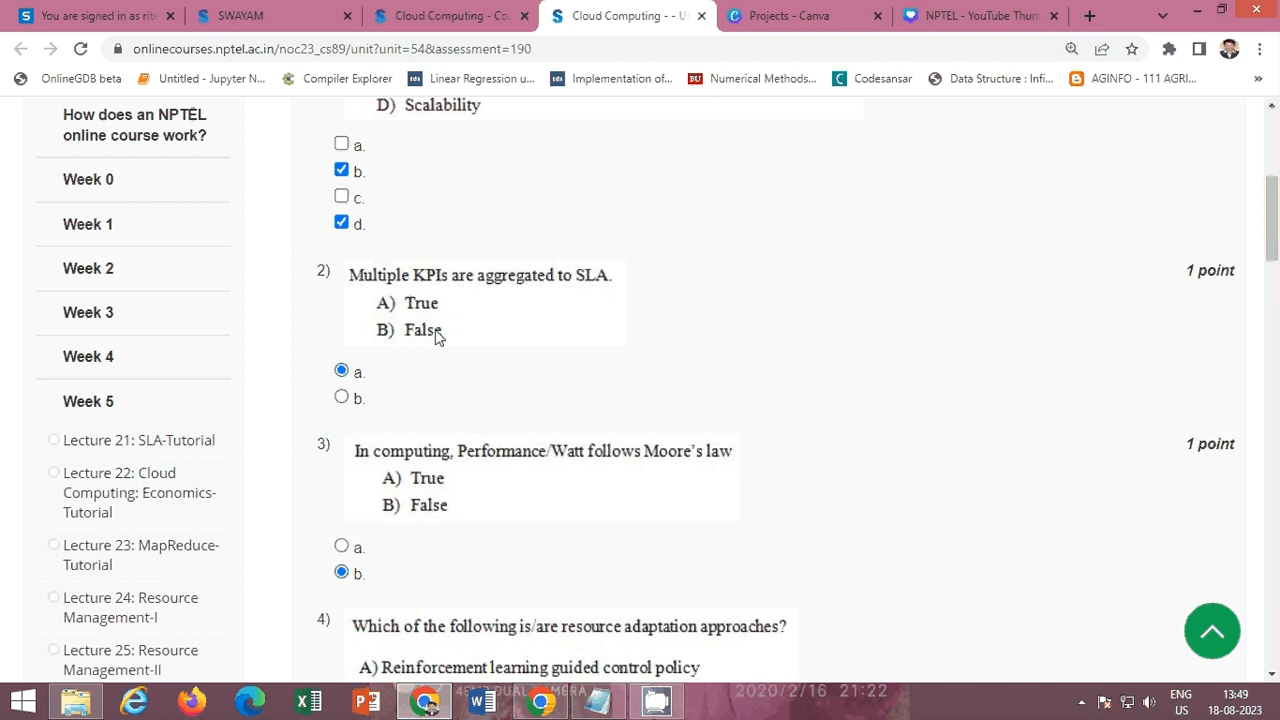 You are signed in as rite
SWAYAM
Cloud Computing - Co
Cloud Computing - - U
Projects - Canva
NPTEL - YouTube Thun
onlinecourses.nptel.ac.in/noc23_cs89/unit?unit=54&assessment=190
OnlineGDB beta
Untitled - Jupyter N...
Compiler Explorer
Linear Regression u...
Implementation of...
Numerical Methods...
Codesansar
Data Structure : Infi...
AGINFO - 111 AGRI...
»
How does an NPTEL
online course work?
Week 0
Week 1
Week 2
Week 3
Week 4
Week 5
Lecture 21: SLA-Tutorial
Lecture 22: Cloud
Computing: Economics-
Tutorial
Lecture 23: MapReduce-
Tutorial
Lecture 24: Resource
Management-I
Lecture 25: Resource
Management-II
D) Scalability
a.
b.
c.
d.
2) Multiple KPIs are aggregated to SLA. 1 point
A) True
B) False
a.
b.
3) In computing, Performance/Watt follows Moore's law 1 point
A) True
B) False
a.
b.
4) Which of the following is/are resource adaptation approaches?
A) Reinforcement learning guided control policy
2020/2/16 21:22
ENG
US
13:49
18-08-2023